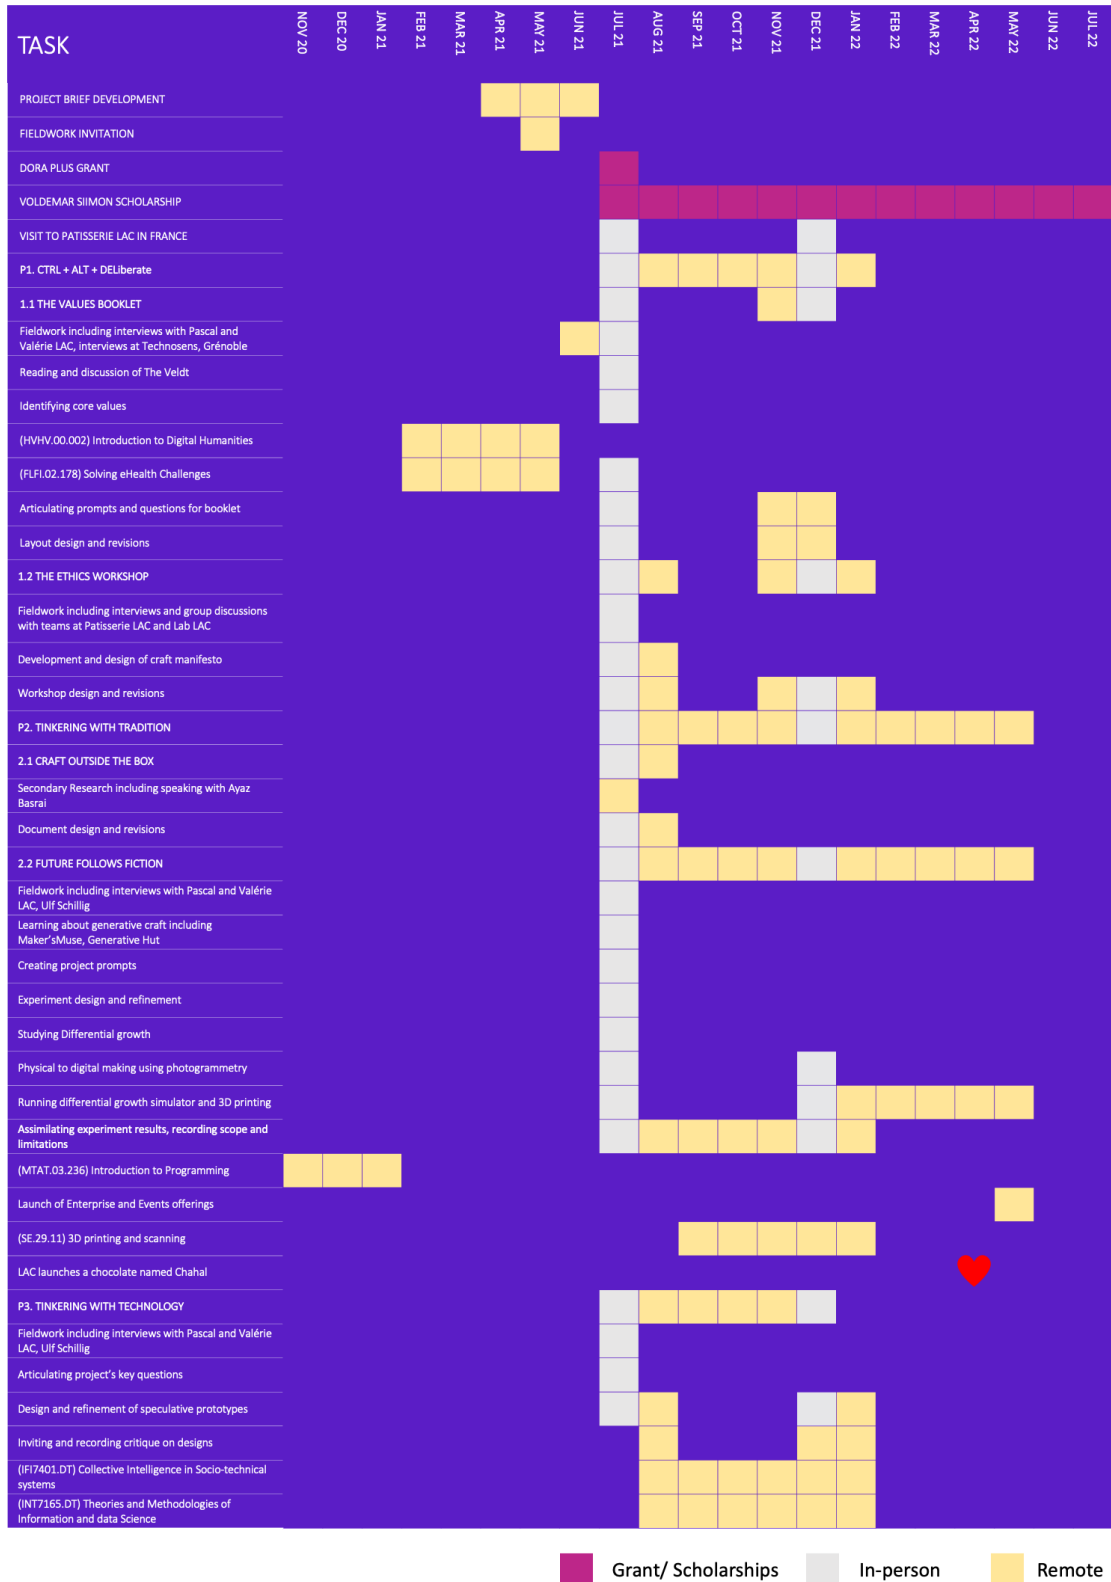 TASK
NOV 20
DEC 20
JAN 21
FEB 21
MAR 21
APR 21
MAY 21
JUN 21
JUL 21
AUG 21
SEP 21
OCT 21
NOV 21
DEC 21
JAN 22
FEB 22
MAR 22
APR 22
MAY 22
JUN 22
JUL 22
PROJECT BRIEF DEVELOPMENT
FIELDWORK INVITATION
DORA PLUS GRANT
VOLDEMAR SIIMON SCHOLARSHIP
VISIT TO PATISSERIE LAC IN FRANCE
P1. CTRL + ALT + DELiberate
1.1 THE VALUES BOOKLET
Fieldwork including interviews with Pascal and
Valérie LAC, interviews at Technosens, Grénoble
Reading and discussion of The Veldt
Identifying core values
(HVHV.00.002) Introduction to Digital Humanities
(FLFI.02.178) Solving eHealth Challenges
Articulating prompts and questions for booklet
Layout design and revisions
1.2 THE ETHICS WORKSHOP
Fieldwork including interviews and group discussions
with teams at Patisserie LAC and Lab LAC
Development and design of craft manifesto
Workshop design and revisions
P2. TINKERING WITH TRADITION
2.1 CRAFT OUTSIDE THE BOX
Secondary Research including speaking with Ayaz
Basrai
Document design and revisions
2.2 FUTURE FOLLOWS FICTION
Fieldwork including interviews with Pascal and Valérie
LAC, Ulf Schillig
Learning about generative craft including
Maker'sMuse, Generative Hut
Creating project prompts
Experiment design and refinement
Studying Differential growth
Physical to digital making using photogrammetry
Running differential growth simulator and 3D printing
Assimilating experiment results, recording scope and
limitations
(MTAT.03.236) Introduction to Programming
Launch of Enterprise and Events offerings
(SE.29.11) 3D printing and scanning
LAC launches a chocolate named Chahal
P3. TINKERING WITH TECHNOLOGY
Fieldwork including interviews with Pascal and Valérie
LAC, Ulf Schillig
Articulating project's key questions
Design and refinement of speculative prototypes
Inviting and recording critique on designs
(IFI7401.DT) Collective Intelligence in Socio-technical
systems
(INT7165.DT) Theories and Methodologies of
Information and data Science
Grant/ Scholarships
In-person
Remote